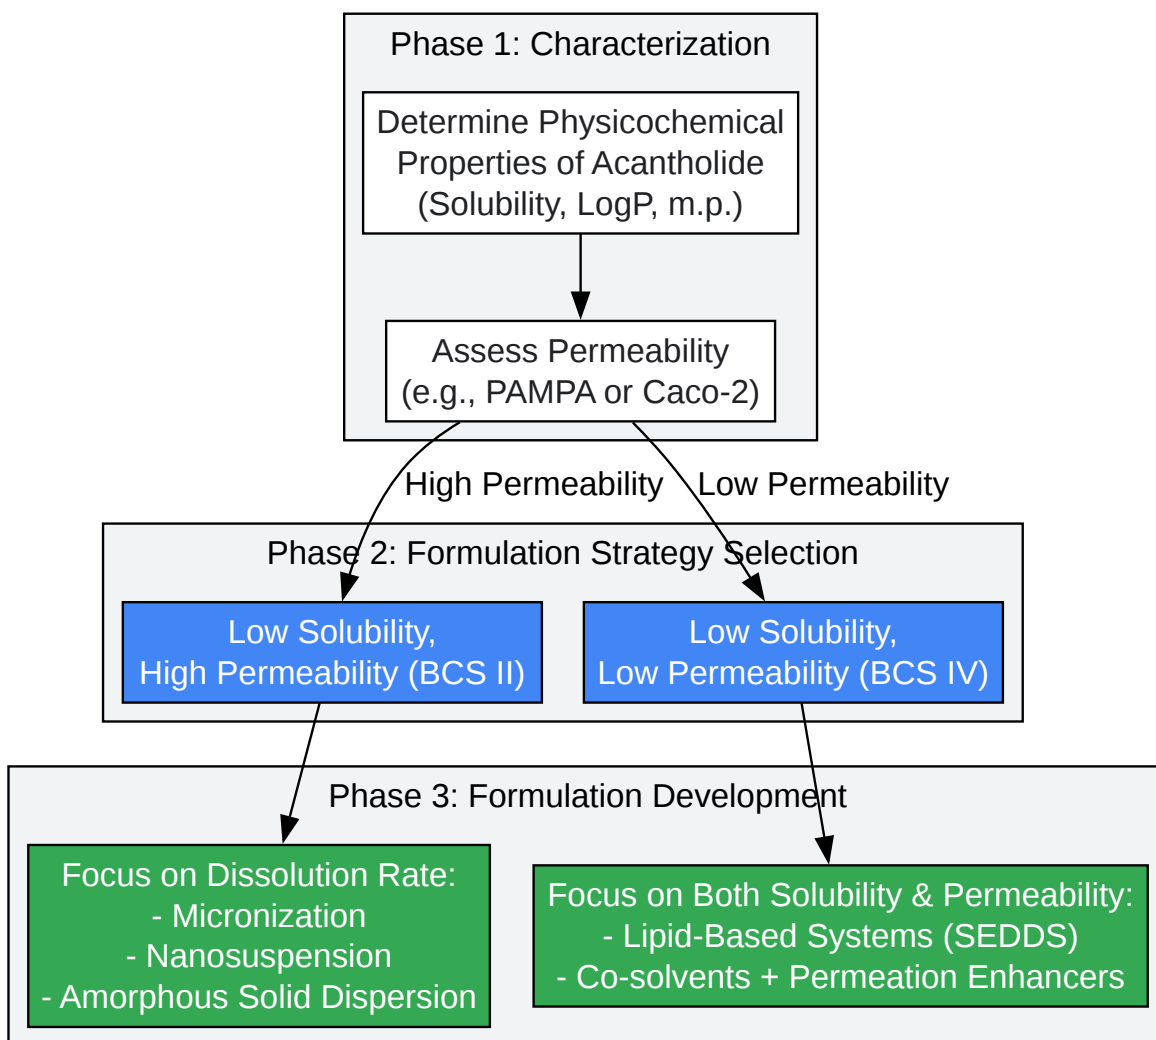 Phase 1: Characterization
Determine Physicochemical
Properties of Acantholide
(Solubility, LogP, m.p.)
Assess Permeability
(e.g., PAMPA or Caco-2)
High Permeability
Low Permeability
Phase 2: Formulation Strategy Selection
Low Solubility,
High Permeability (BCS II)
Low Solubility,
Low Permeability (BCS IV)
Phase 3: Formulation Development
Focus on Dissolution Rate:
- Micronization
- Nanosuspension
- Amorphous Solid Dispersion
Focus on Both Solubility & Permeability:
- Lipid-Based Systems (SEDDS)
- Co-solvents + Permeation Enhancers